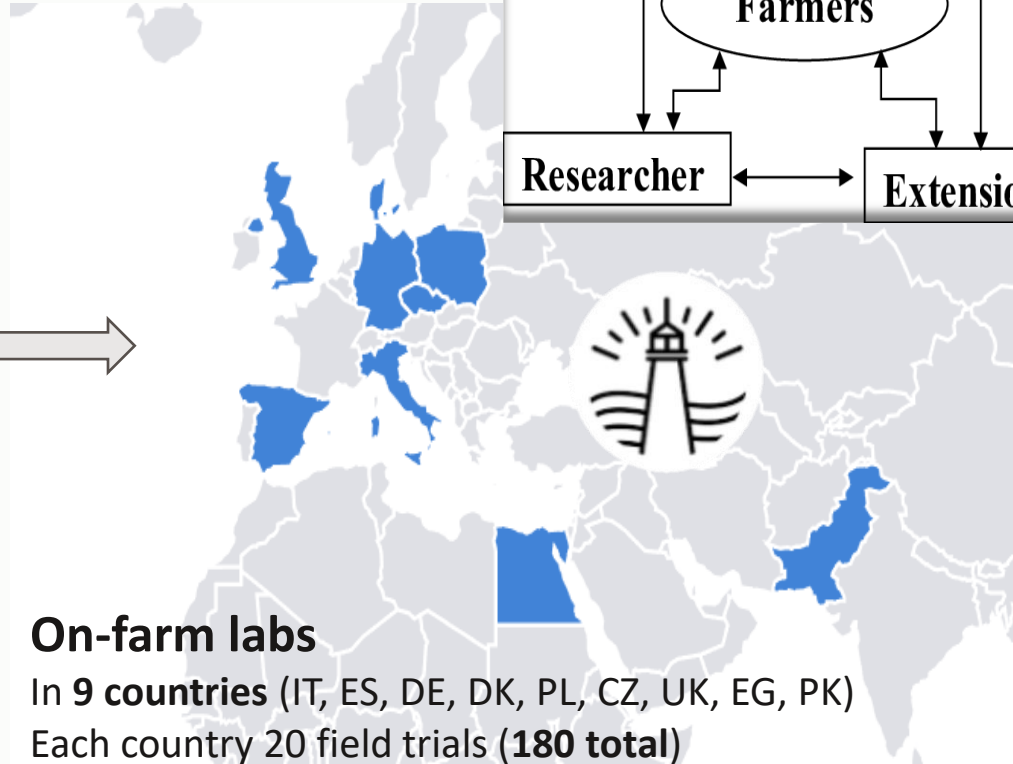 Farmers
Researcher
Extensio
On-farm labs
In 9 countries (IT, ES, DE, DK, PL, CZ, UK, EG, PK)
Each country 20 field trials (180 total)